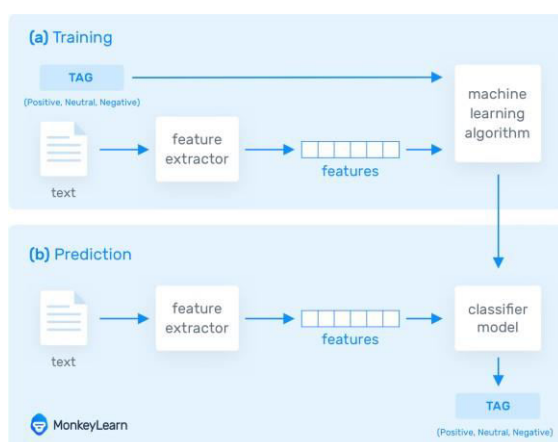 (a) Training
TAG
(Positive, Neutral, Negative)
text
feature
extractor
features
machine
learning
algorithm
(b) Prediction
text
feature
extractor
features
classifier
model
TAG
(Positive, Neutral, Negative)
MonkeyLearn